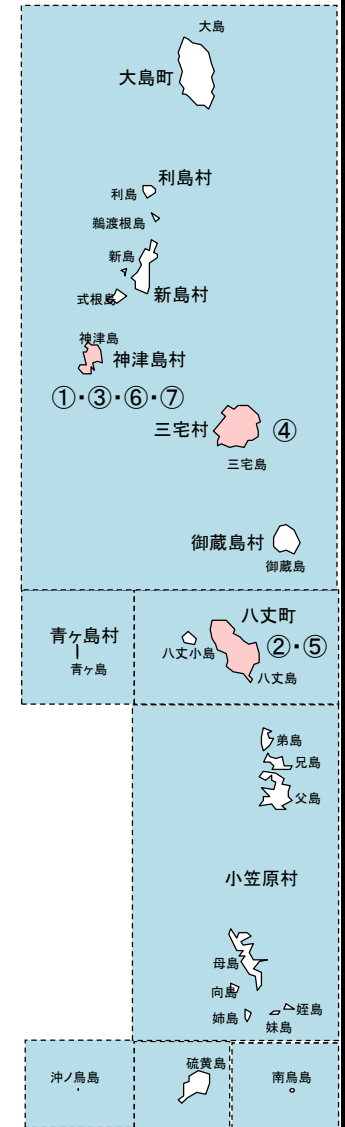 大島
大島町
利島村
利島
鵜渡根島
新島
式根島
新島村
神津島
神津島村
①・③・⑥・⑦
三宅村
④
三宅島
御蔵島村
御蔵島
青ヶ島村
青ヶ島
八丈町
八丈小島
②・⑤
八丈島
弟島
兄島
父島
小笠原村
母島
向島
姉島
妹島
姪島
沖ノ鳥島
硫黄島
南鳥島